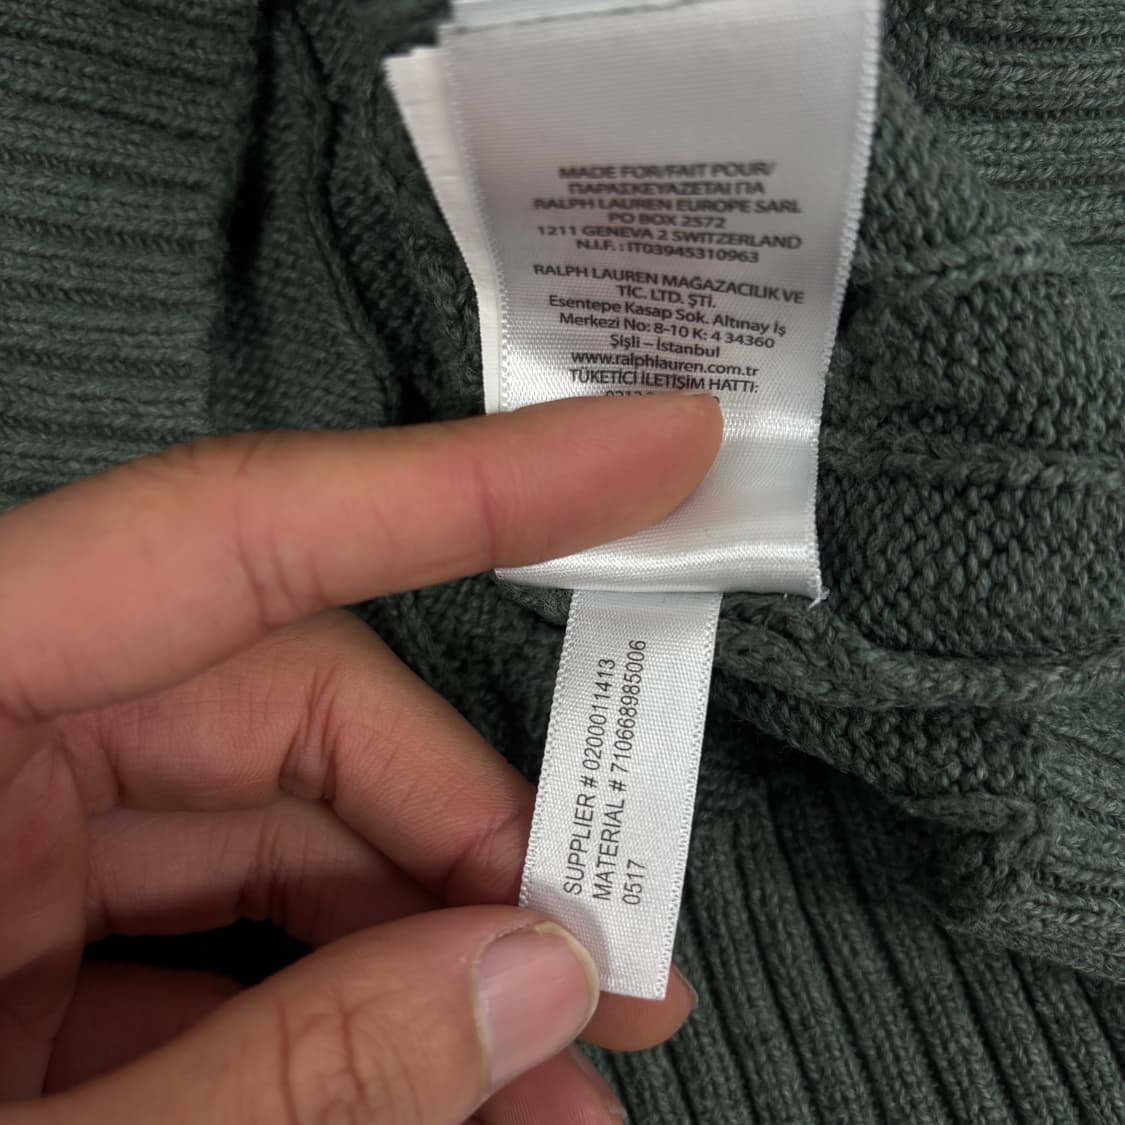 MADE FOR/FAIT POUR/
ΠΑΡΑΣΚΕΥΑΖΕΤΑΙ ΓΙΑ
RALPH LAUREN EUROPE SARL
PO BOX 2572
1211 GENEVA 2 SWITZERLAND
N.I.F. : IT03945310963
RALPH LAUREN MAĞAZACILIK VE
TİC. LTD. ŞTİ.
Esentepe Kasap Sok. Altınay İş
Merkezi No: 8-10 K: 4 34360
Şişli – İstanbul
www.ralphlauren.com.tr
TÜKETİCİ İLETİŞİM HATTI:
SUPPLIER # 0200011413
MATERIAL # 710668985006
0517